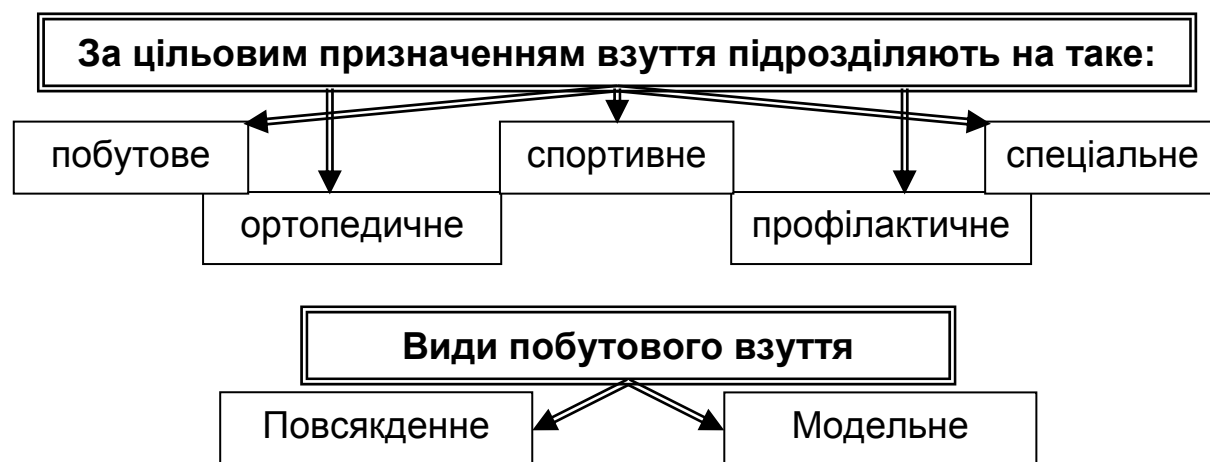 За цільовим призначенням взуття підрозділяють на таке:
побутове
спортивне
спеціальне
ортопедичне
профілактичне
Види побутового взуття
Повсякденне
Модельне